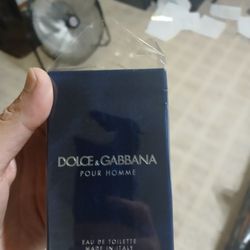 DOLCE & GABBANA
POUR HOMME
EAU DE TOILETTE
MADE IN ITALY